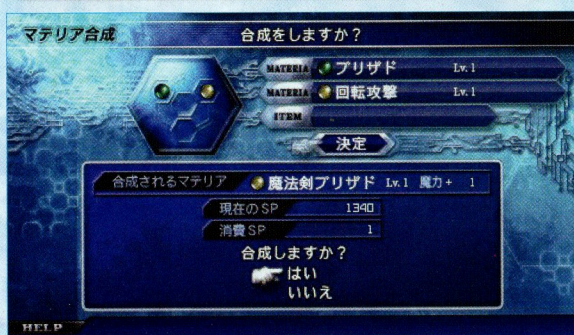 マテリア合成
合成をしますか？
MATERIA ブリザド Lv.1
MATERIA 回転攻撃 Lv.1
ITEM
決定
合成されるマテリア 魔法剣ブリザド Lv.1 魔力+ 1
現在のSP 1340
消費SP 1
合成しますか？
はい
いいえ
HELP